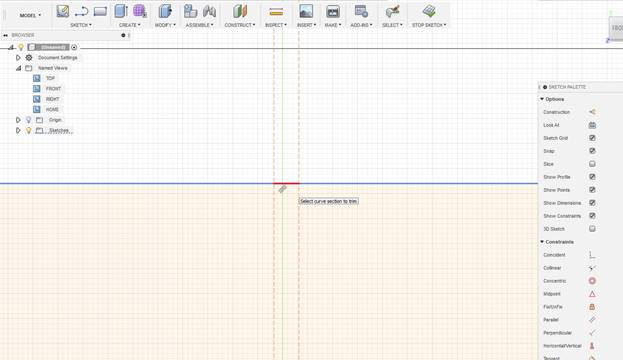 MODEL
SKETCH
CREATE
MODIFY
ASSEMBLE
CONSTRUCT
INSPECT
INSERT
MAKE
ADD-INS
SELECT
STOP SKETCH
BROWSER
(Unsaved)
Document Settings
Named Views
TOP
FRONT
RIGHT
HOME
Origin
Sketches
Select curve section to trim
SKETCH PALETTE
Options
Construction
Look At
Sketch Grid
Snap
Slice
Show Profile
Show Points
Show Dimensions
Show Constraints
3D Sketch
Constraints
Coincident
Collinear
Concentric
Midpoint
Fix/UnFix
Parallel
Perpendicular
Horizontal/Vertical
Tangent